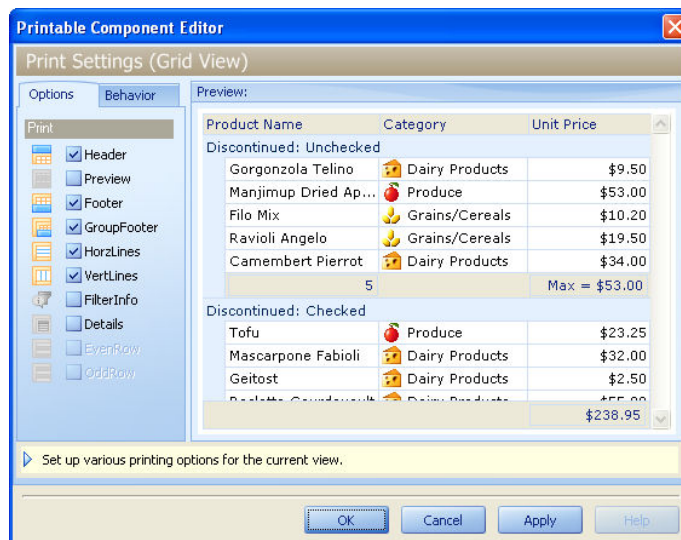 Printable Component Editor
Print Settings (Grid View)
Options Behavior
Print
Header
Preview
Footer
GroupFooter
HorzLines
VertLines
FilterInfo
Details
EvenRow
OddRow
Preview:
Product Name Category Unit Price
Discontinued: Unchecked
Gorgonzola Telino Dairy Products $9.50
Manjimup Dried Ap... Produce $53.00
Filo Mix Grains/Cereals $10.20
Ravioli Angelo Grains/Cereals $19.50
Camembert Pierrot Dairy Products $34.00
5 Max = $53.00
Discontinued: Checked
Tofu Produce $23.25
Mascarpone Fabioli Dairy Products $32.00
Geitost Dairy Products $2.50
Dairy Products $55.00
$238.95
Set up various printing options for the current view.
OK Cancel Apply Help